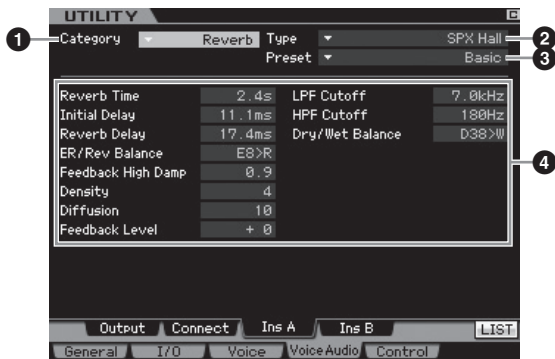 UTILITY
C
1 Category Reverb Type SPX Hall 2
Preset Basic 3
Reverb Time 2.4s LPF Cutoff 7.0kHz
Initial Delay 11.1ms HPF Cutoff 180Hz
Reverb Delay 17.4ms Dry/Wet Balance D38>W
ER/Rev Balance E8>R
4
Feedback High Damp 0.9
Density 4
Diffusion 10
Feedback Level + 0
Output Connect Ins A Ins B LIST
General I/O Voice Voice Audio Control